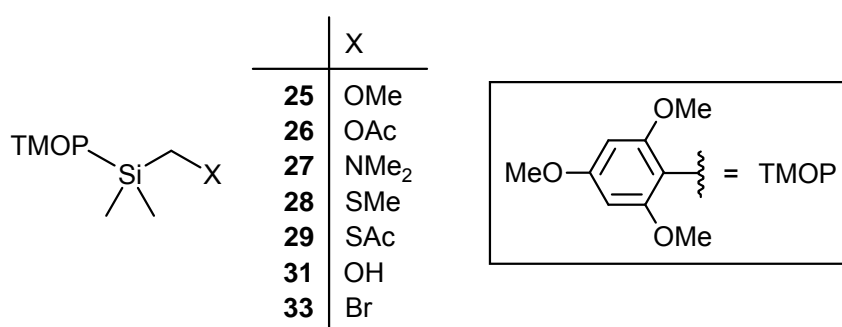 X
25 OMe
26 OAc
27 NMe₂
28 SMe
29 SAc
31 OH
33 Br
TMOP
Si
X
OMe
MeO
OMe
= TMOP